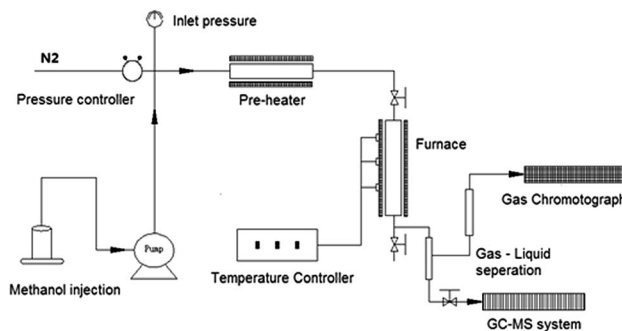 Inlet pressure
N2
Pressure controller
Pre-heater
Furnace
Gas Chromotograph
Pump
Gas - Liquid
seperation
Temperature Controller
Methanol injection
GC-MS system